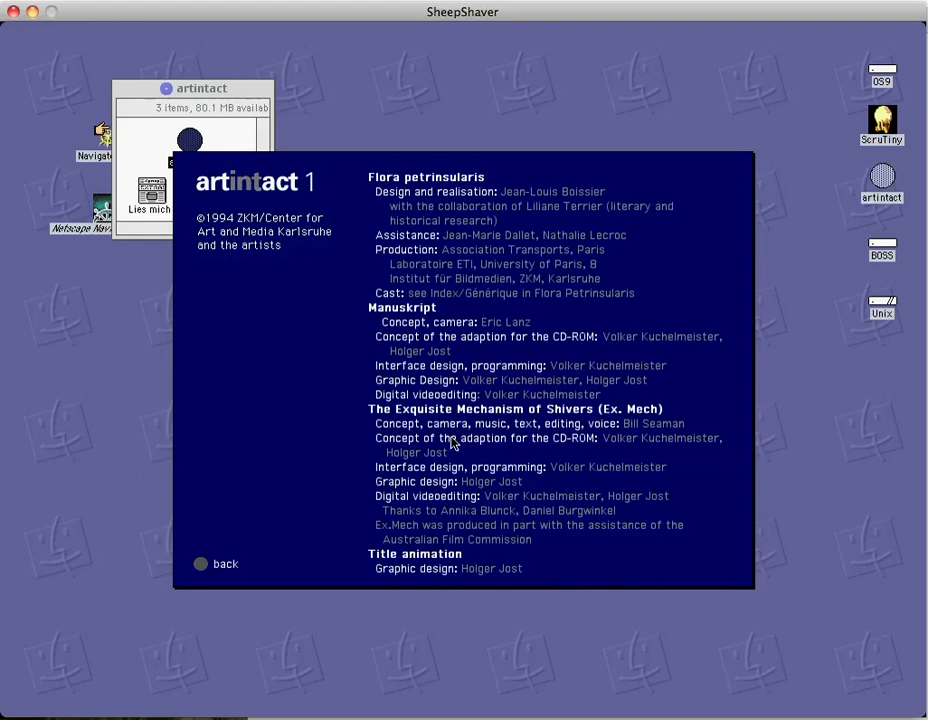 SheepShaver
artintact
3 items, 80.1 MB availab
OS9
ScruTiny
Navigate
artintact
Lies mich
Netscape Navi
BOSS
Unix
artintact 1
©1994 ZKM/Center for
Art and Media Karlsruhe
and the artists
Flora petrinsularis
Design and realisation: Jean-Louis Boissier
with the collaboration of Liliane Terrier (literary and
historical research)
Assistance: Jean-Marie Dallet, Nathalie Lecroc
Production: Association Transports, Paris
Laboratoire ETI, University of Paris, 8
Institut für Bildmedien, ZKM, Karlsruhe
Cast: see Index/Générique in Flora Petrinsularis
Manuskript
Concept, camera: Eric Lanz
Concept of the adaption for the CD-ROM: Volker Kuchelmeister,
Holger Jost
Interface design, programming: Volker Kuchelmeister
Graphic Design: Volker Kuchelmeister, Holger Jost
Digital videoediting: Volker Kuchelmeister
The Exquisite Mechanism of Shivers (Ex. Mech)
Concept, camera, music, text, editing, voice: Bill Seaman
Concept of the adaption for the CD-ROM: Volker Kuchelmeister,
Holger Jost
Interface design, programming: Volker Kuchelmeister
Graphic design: Holger Jost
Digital videoediting: Volker Kuchelmeister, Holger Jost
Thanks to Annika Blunck, Daniel Burgwinkel
Ex.Mech was produced in part with the assistance of the
Australian Film Commission
Title animation
Graphic design: Holger Jost
back